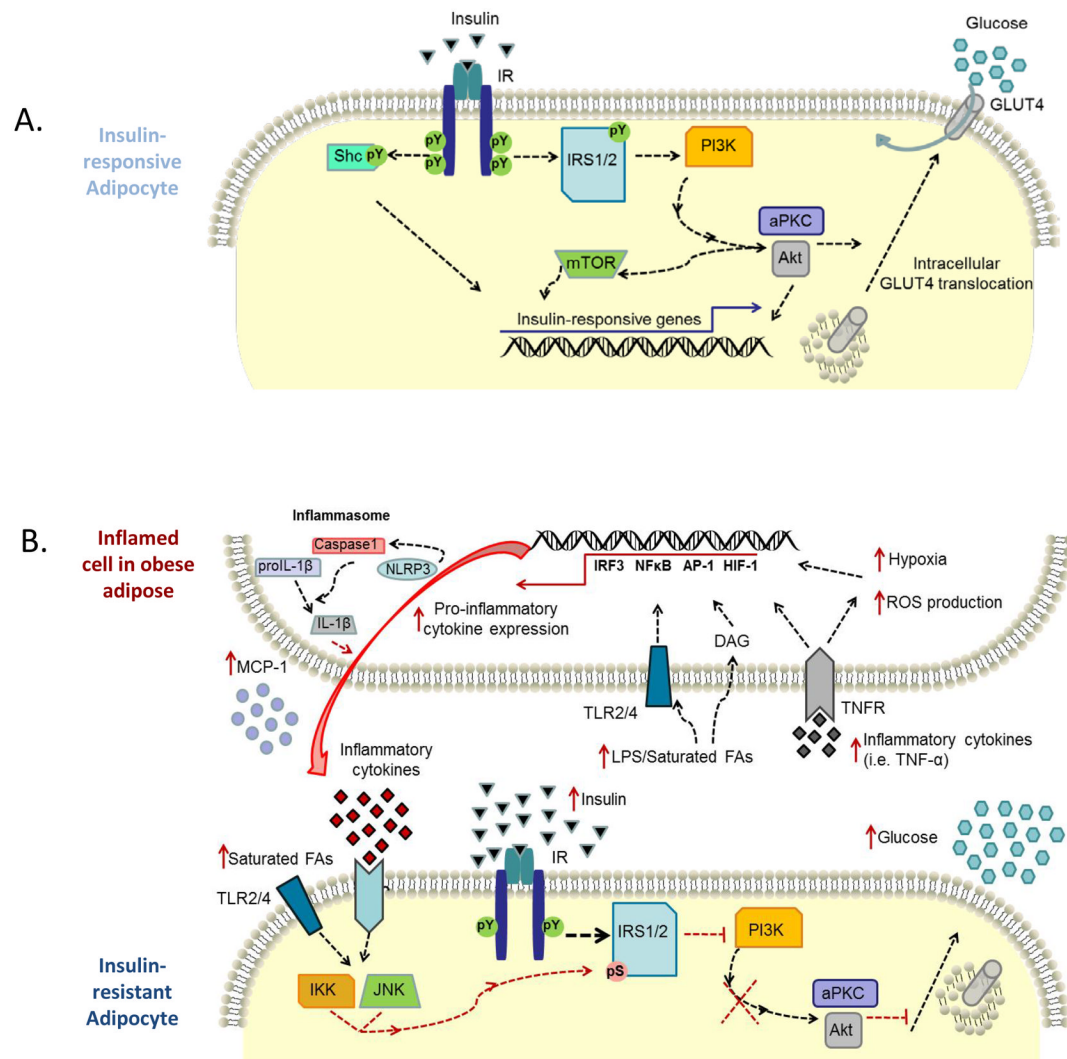 A.
Insulin-
responsive
Adipocyte
Insulin
IR
Glucose
GLUT4
Shc
pY
pY
pY
pY
pY
IRS1/2
pY
PI3K
aPKC
Akt
mTOR
Intracellular
GLUT4 translocation
Insulin-responsive genes
B.
Inflamed
cell in obese
adipose
Inflammasome
Caspase1
proIL-1β
NLRP3
IL-1β
IRF3 NFκB AP-1 HIF-1
Pro-inflammatory
cytokine expression
Hypoxia
ROS production
DAG
MCP-1
TLR2/4
TNFR
LPS/Saturated FAs
Inflammatory cytokines
(i.e. TNF-α)
Inflammatory
cytokines
Insulin
IR
Glucose
Saturated FAs
TLR2/4
pY
pY
IRS1/2
pS
PI3K
Insulin-
resistant
Adipocyte
IKK
JNK
aPKC
Akt